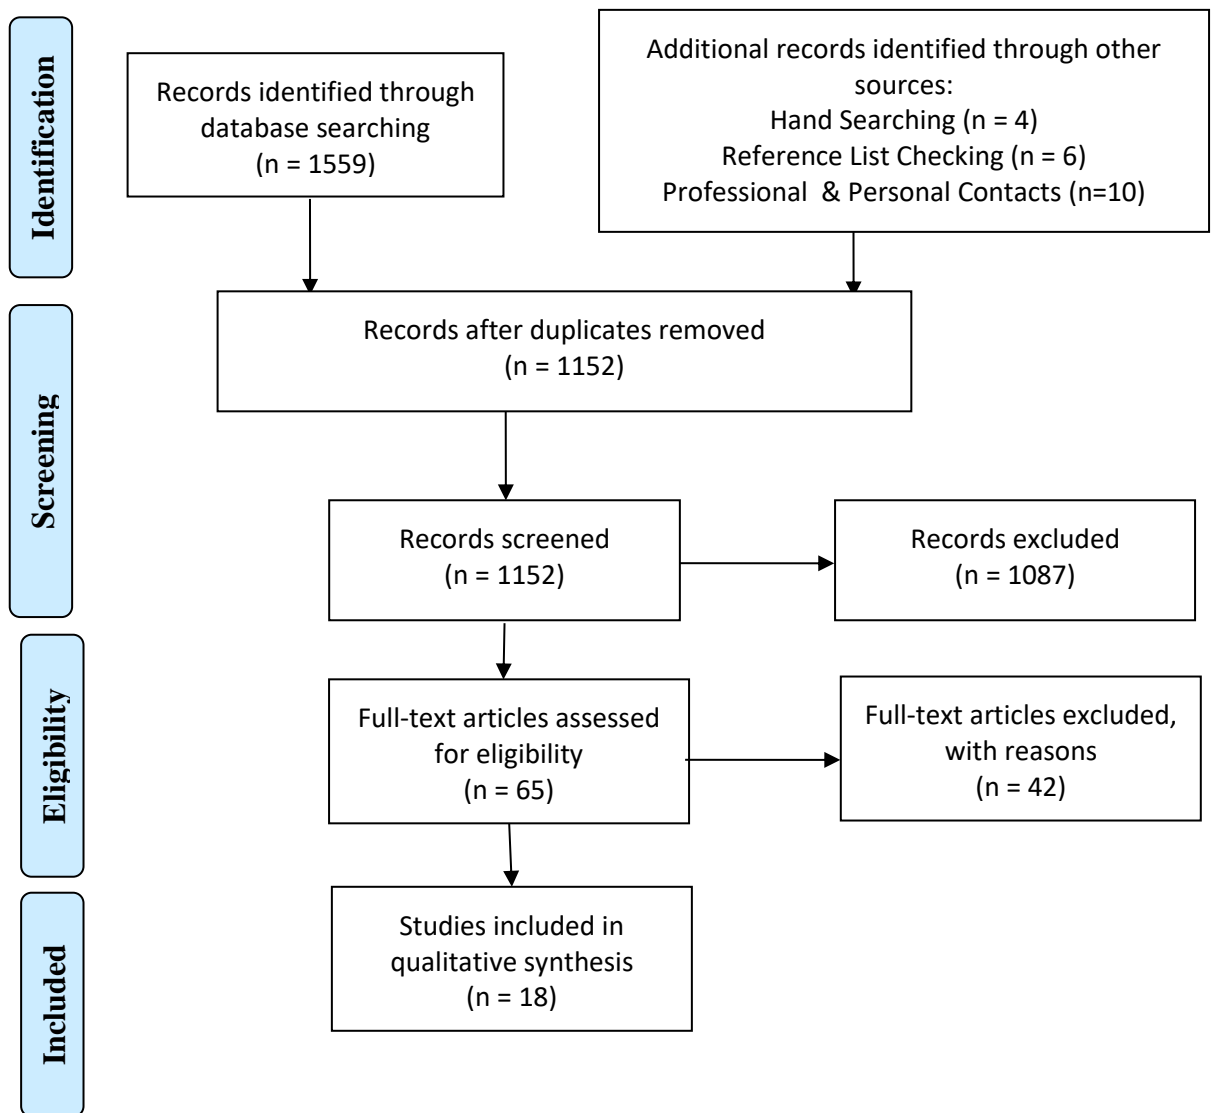 Identification
Records identified through
database searching
(n = 1559)
Additional records identified through other
sources:
Hand Searching (n = 4)
Reference List Checking (n = 6)
Professional  & Personal Contacts (n=10)
Screening
Records after duplicates removed
(n = 1152)
Records screened
(n = 1152)
Records excluded
(n = 1087)
Eligibility
Full-text articles assessed
for eligibility
(n = 65)
Full-text articles excluded,
with reasons
(n = 42)
Included
Studies included in
qualitative synthesis
(n = 18)